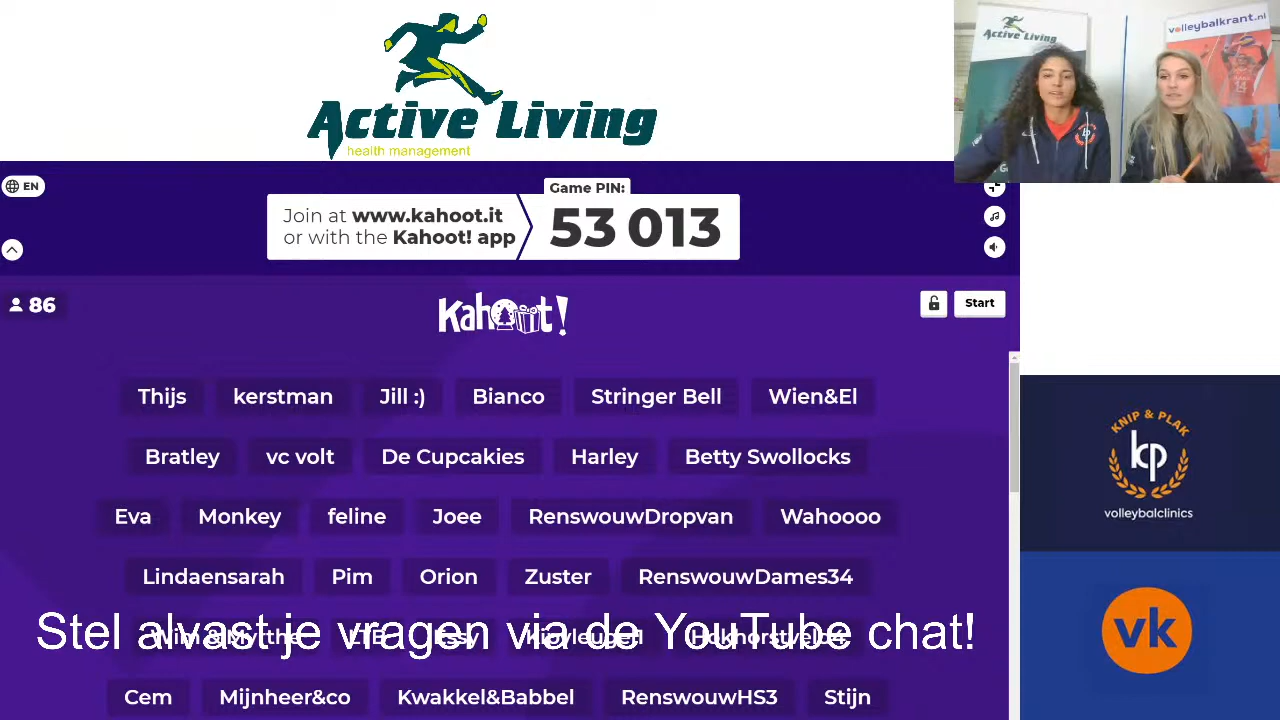 Active Living
health management
Active Living
volleybalkrant.nl
EN
Join at www.kahoot.it
or with the Kahoot! app
Game PIN:
53 013
86
Kahoot!
Start
Thijs kerstman Jill :) Bianco Stringer Bell Wien&El
Bratley vc volt De Cupcakies Harley Betty Swollocks
Eva Monkey feline Joee RenswouwDropvan Wahoooo
Lindaensarah Pim Orion Zuster RenswouwDames34
Stel alvast je vragen via de YouTube chat!
Cem Mijnheer&co Kwakkel&Babbel RenswouwHS3 Stijn
KNIP & PLAK
kp
volleybalclinics
vk